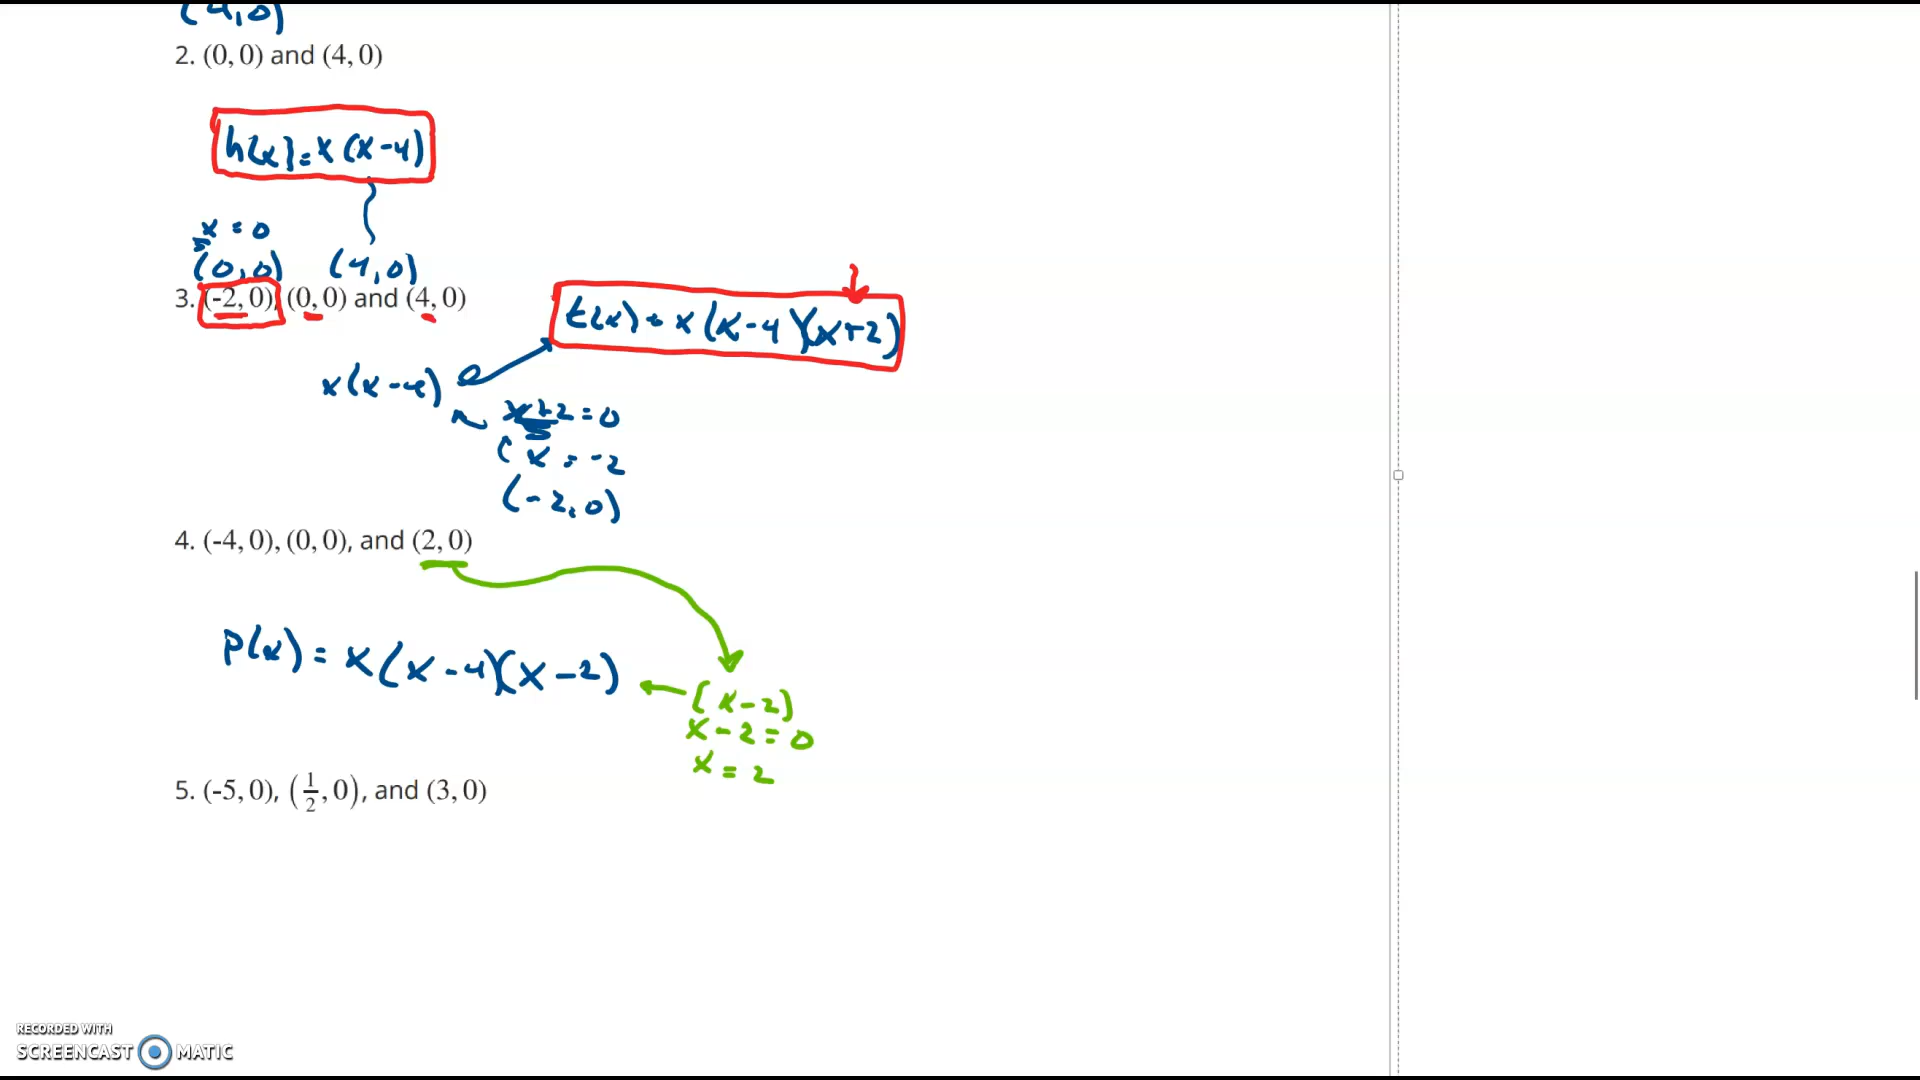 (4,0)
2. (0, 0) and (4, 0)
h(x) = x(x-4)
x = 0
(0,0) (4,0)
3. (-2, 0), (0, 0) and (4, 0)
t(x) = x(x-4)(x+2)
x(x-4)
x+2=0
x = -2
(-2,0)
4. (-4, 0), (0, 0), and (2, 0)
P(x) = x(x-4)(x-2)
(x-2)
x-2=0
x=2
5. (-5, 0), (1/2, 0), and (3, 0)
RECORDED WITH
SCREENCAST MATIC